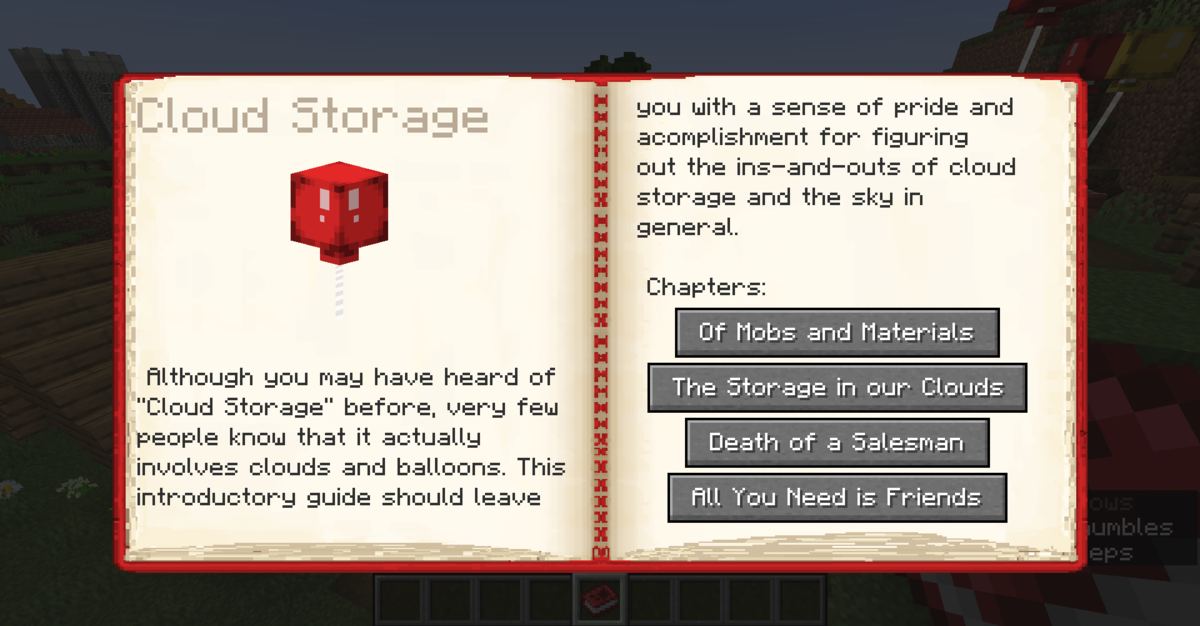 Cloud Storage
Although you may have heard of
"Cloud Storage" before, very few
people know that it actually
involves clouds and balloons. This
introductory guide should leave
you with a sense of pride and
acomplishment for figuring
out the ins-and-outs of cloud
storage and the sky in
general.
Chapters:
Of Mobs and Materials
The Storage in our Clouds
Death of a Salesman
All You Need is Friends